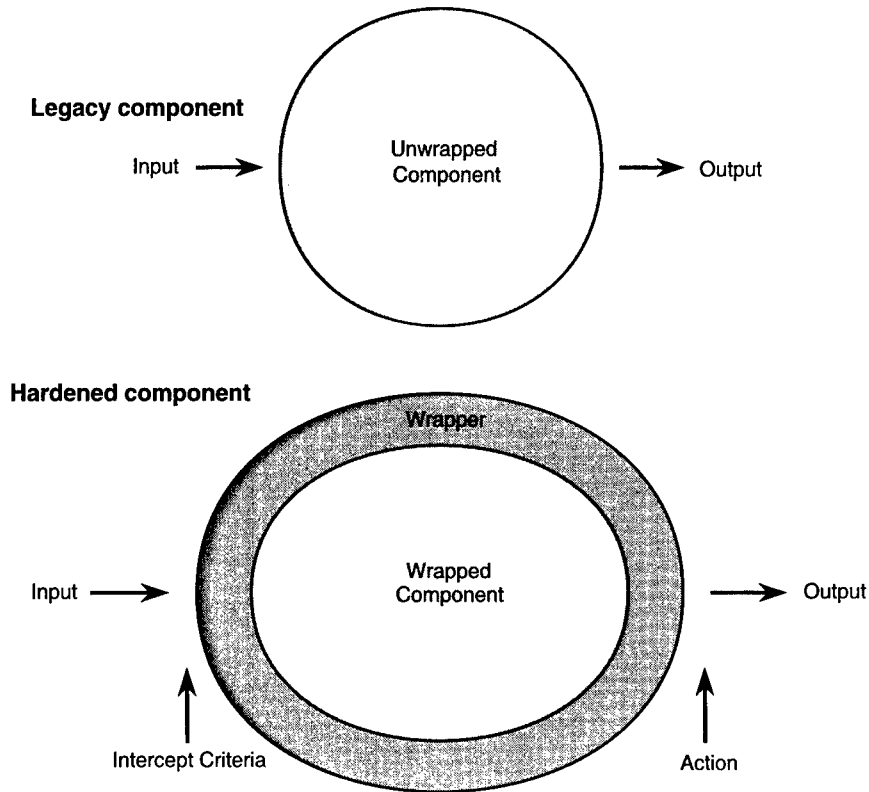 Legacy component
Input
Unwrapped
Component
Output
Hardened component
Wrapper
Input
Wrapped
Component
Output
Intercept Criteria
Action